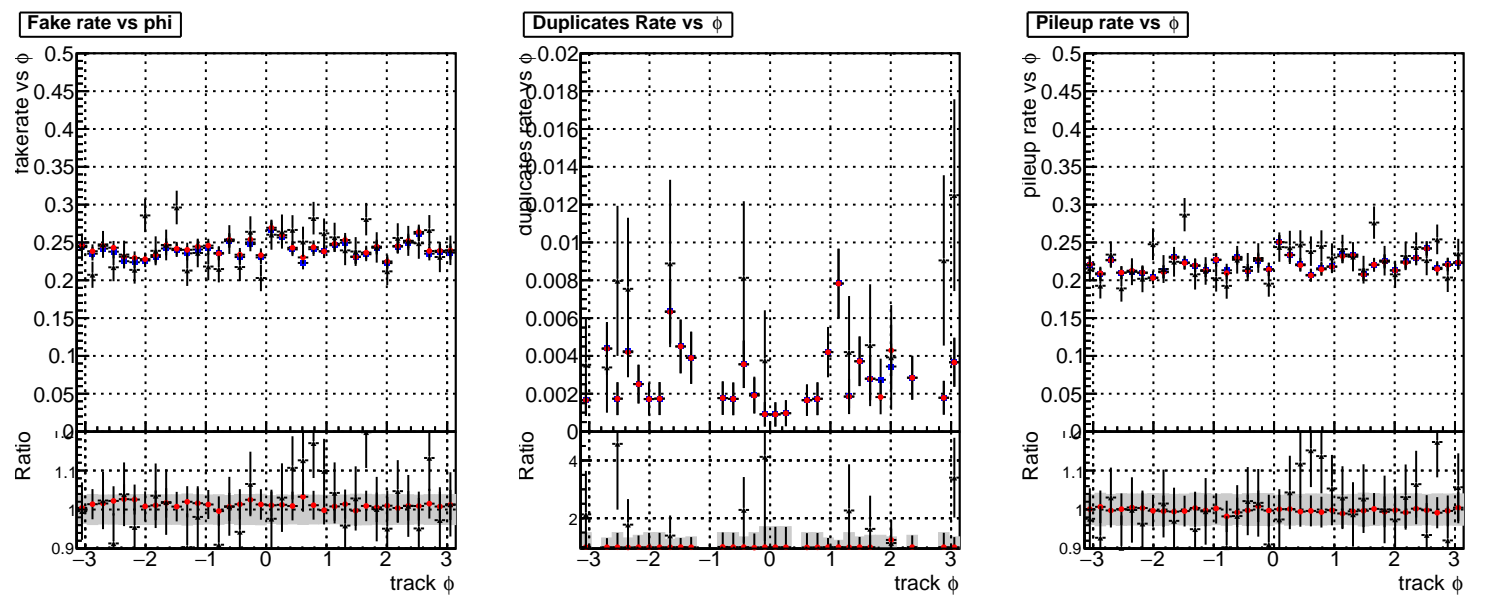 Fake rate vs phi
fakerate vs ϕ
0.5
0.45
0.4
0.35
0.3
0.25
0.2
0.15
0.1
0.05
0
Ratio
1.1
1
0.9
−3 −2 −1 0 1 2 3
track ϕ
Duplicates Rate vs ϕ
duplicates rate vs ϕ
0.02
0.018
0.016
0.014
0.012
0.01
0.008
0.006
0.004
0.002
0
Ratio
4
2
−3 −2 −1 0 1 2 3
track ϕ
Pileup rate vs ϕ
pileup rate vs ϕ
0.5
0.45
0.4
0.35
0.3
0.25
0.2
0.15
0.1
0.05
0
Ratio
1.1
1
0.9
−3 −2 −1 0 1 2 3
track ϕ